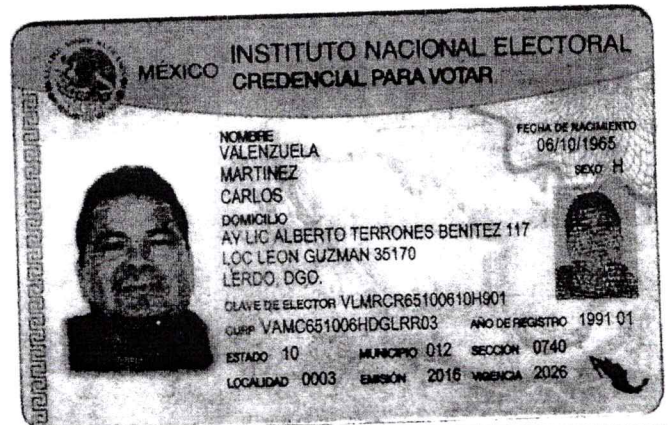 MÉXICO INSTITUTO NACIONAL ELECTORAL
CREDENCIAL PARA VOTAR
NOMBRE
VALENZUELA
MARTINEZ
CARLOS
FECHA DE NACIMIENTO
06/10/1965
SEXO H
DOMICILIO
AV LIC ALBERTO TERRONES BENITEZ 117
LOC LEON GUZMAN 35170
LERDO, DGO.
CLAVE DE ELECTOR VLMRCR65100610H901
CURP VAMC651006HDGLRR03 AÑO DE REGISTRO 1991 01
ESTADO 10 MUNICIPIO 012 SECCIÓN 0740
LOCALIDAD 0003 EMISIÓN 2016 VIGENCIA 2026